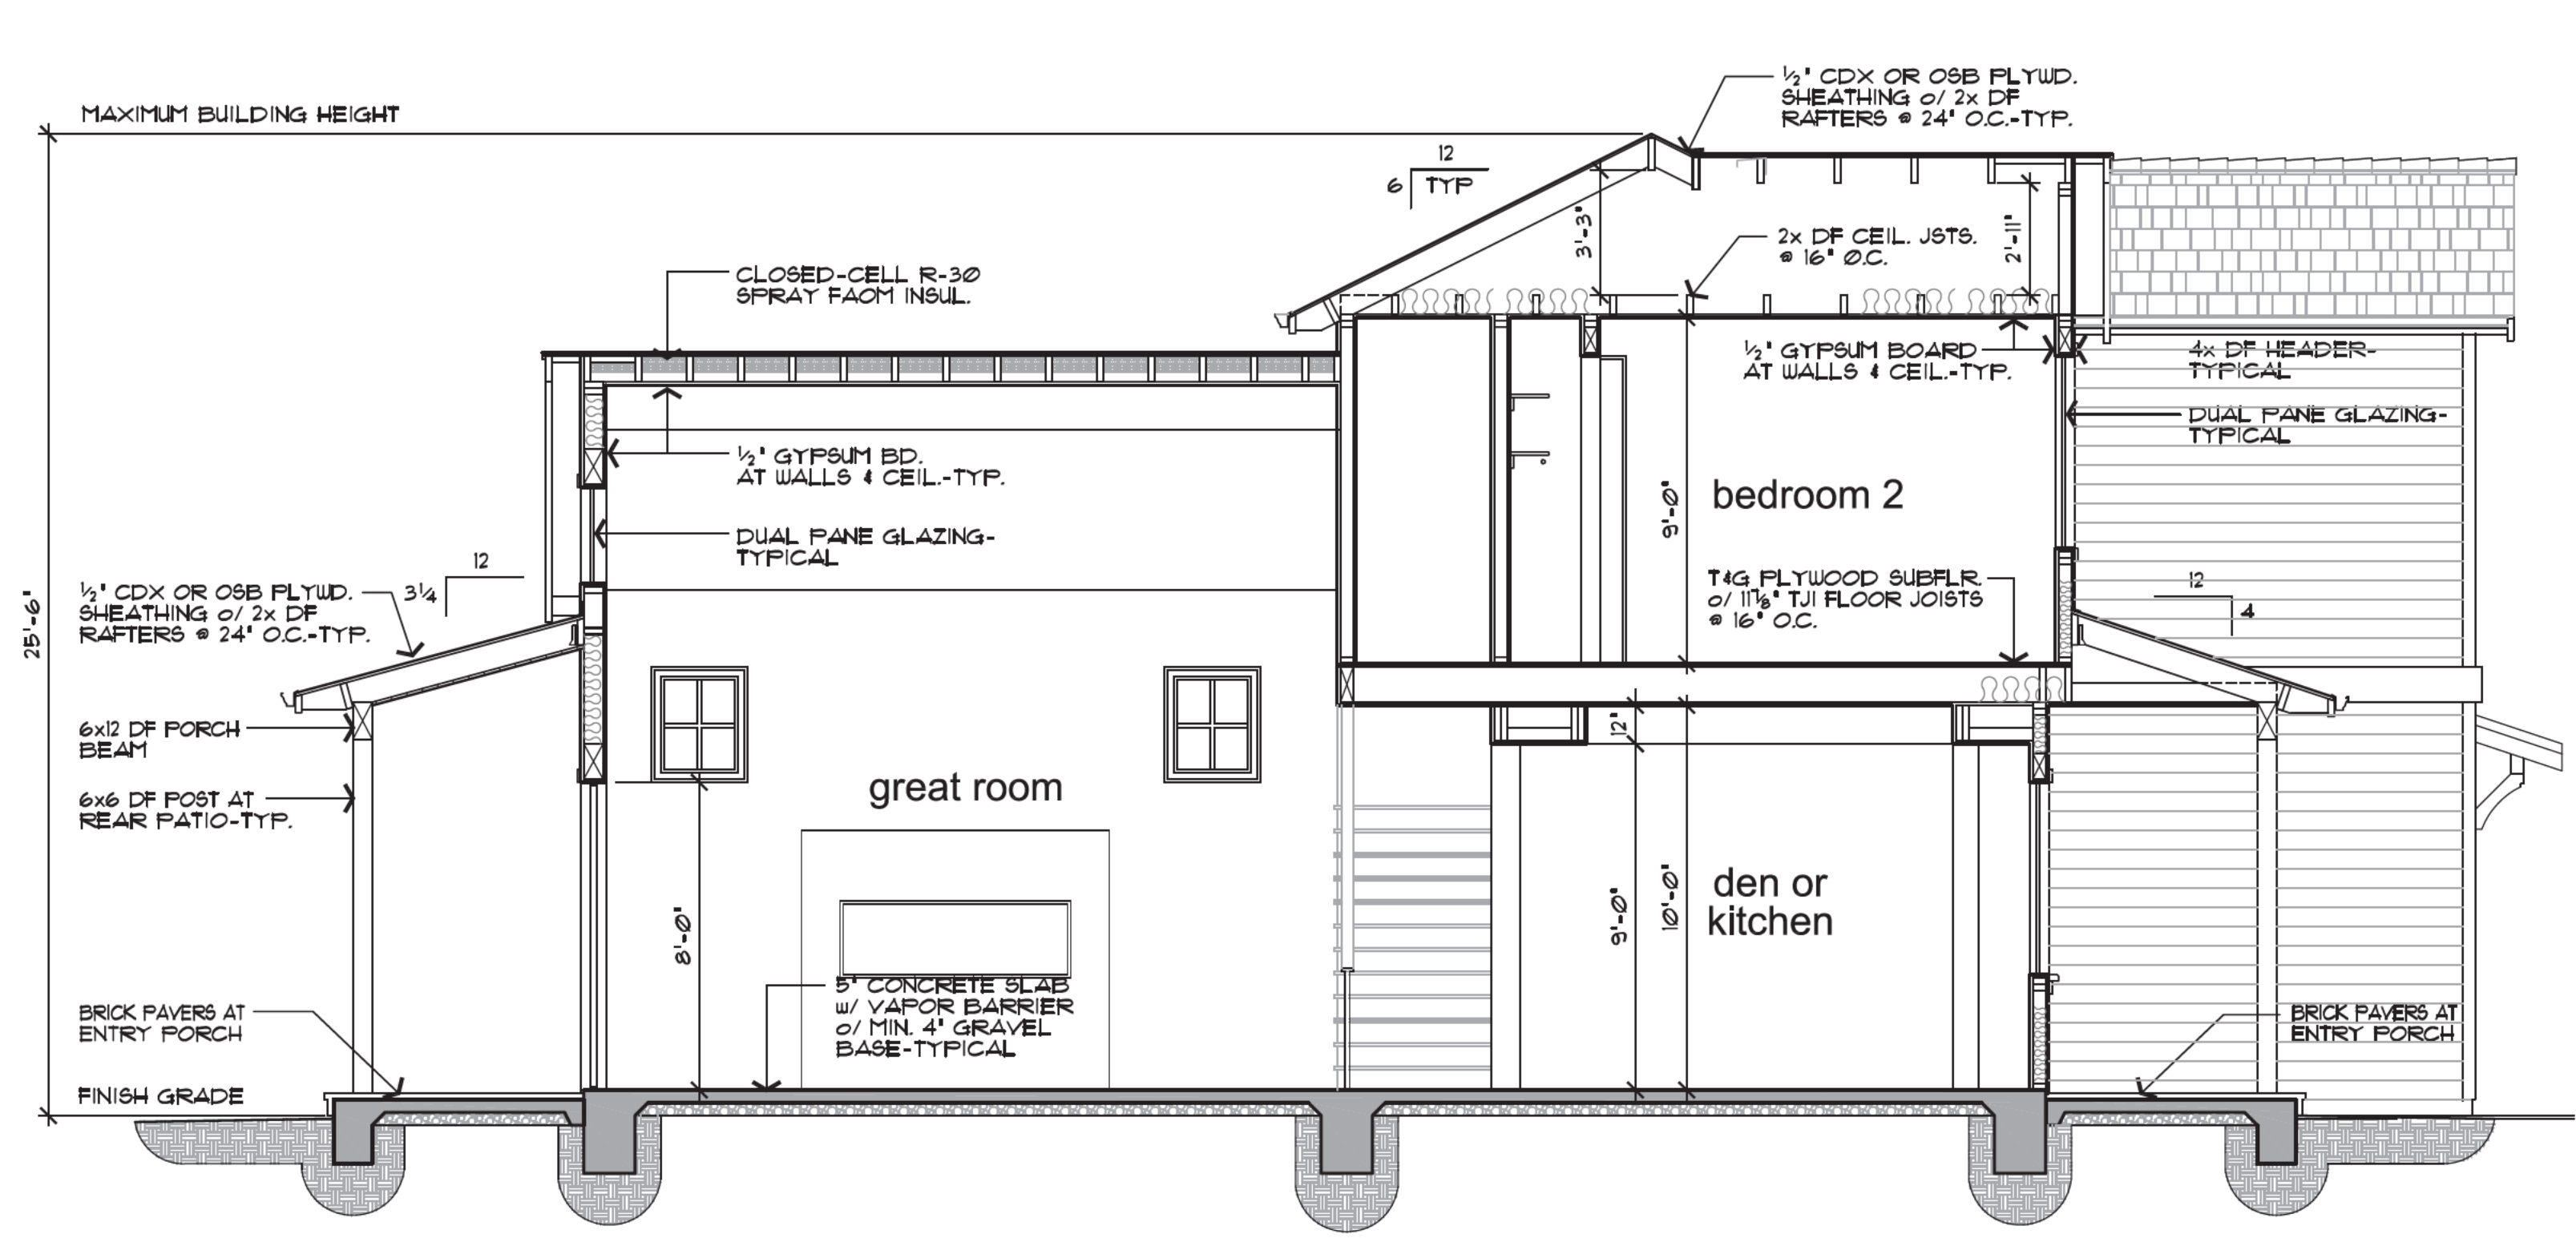 ½" CDX OR OSB PLYWD.
SHEATHING o/ 2x DF
RAFTERS @ 24" O.C.-TYP.
MAXIMUM BUILDING HEIGHT
12
6
TYP
3'-3"
2x DF CEIL. JSTS.
@ 16" O.C.
2'-11"
CLOSED-CELL R-30
SPRAY FAOM INSUL.
½" GYPSUM BOARD
AT WALLS & CEIL.-TYP.
4x DF HEADER-
TYPICAL
DUAL PANE GLAZING-
TYPICAL
½" GYPSUM BD.
AT WALLS & CEIL.-TYP.
9'-0"
bedroom 2
DUAL PANE GLAZING-
TYPICAL
12
3¼
½" CDX OR OSB PLYWD.
SHEATHING o/ 2x DF
RAFTERS @ 24" O.C.-TYP.
25'-6"
T&G PLYWOOD SUBFLR.
o/ 11⅞" TJI FLOOR JOISTS
@ 16" O.C.
12
4
6x12 DF PORCH
BEAM
12"
great room
6x6 DF POST AT
REAR PATIO-TYP.
8'-0"
9'-0"
10'-0"
den or
kitchen
5" CONCRETE SLAB
w/ VAPOR BARRIER
o/ MIN. 4" GRAVEL
BASE-TYPICAL
BRICK PAVERS AT
ENTRY PORCH
BRICK PAVERS AT
ENTRY PORCH
FINISH GRADE